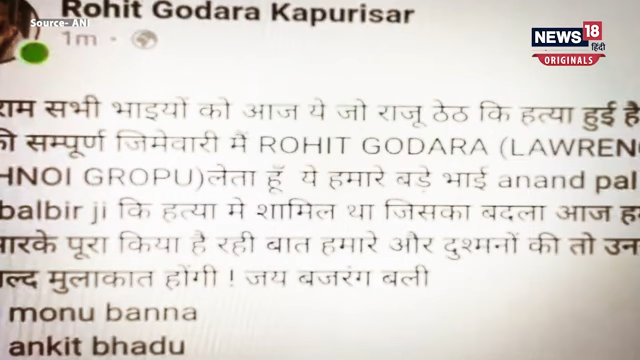 Source- ANI
Rohit Godara Kapurisar
1m
NEWS 18
हिंदी
ORIGINALS
राम सभी भाइयों को आज ये जो राजू ठेठ कि हत्या हुई है
की सम्पूर्ण जिमेवारी मैं ROHIT GODARA (LAWREN
HNOI GROPU)लेता हूँ ये हमारे बड़े भाई anand pal
balbir ji कि हत्या मे शामिल था जिसका बदला आज
मारके पूरा किया है रही बात हमारे और दुश्मनों की तो उन
मुलाकात होंगी ! जय बजरंग बली
monu banna
ankit bhadu